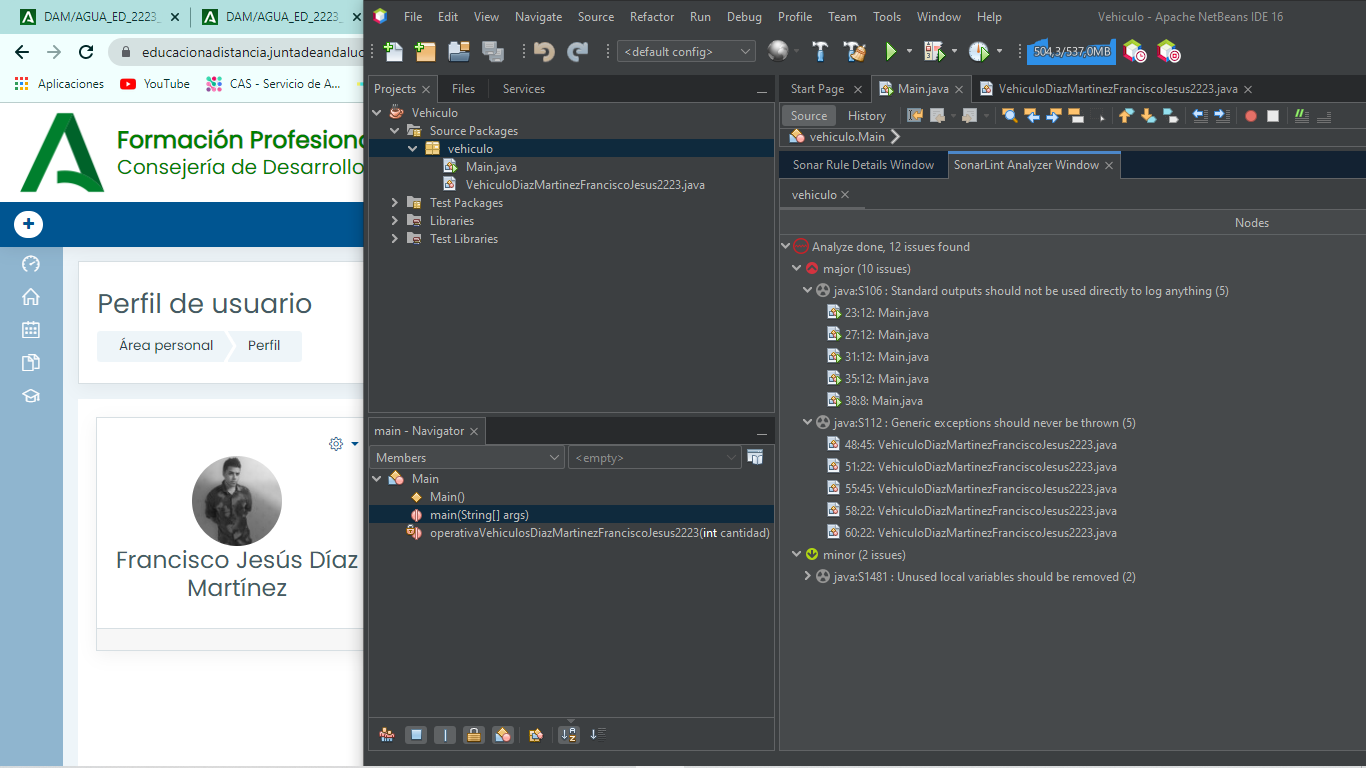 DAM/AGUA_ED_2223_
DAM/AGUA_ED_2223_
educacionadistancia.juntadeandaluc
Aplicaciones
YouTube
CAS - Servicio de A...
Formación Profesiona
Consejería de Desarrollo
Perfil de usuario
Área personal
Perfil
Francisco Jesús Díaz
Martínez
File Edit View Navigate Source Refactor Run Debug Profile Team Tools Window Help
Vehiculo - Apache NetBeans IDE 16
<default config>
504,3/537,0MB
Projects
Files
Services
Vehiculo
Source Packages
vehiculo
Main.java
VehiculoDiazMartinezFranciscoJesus2223.java
Test Packages
Libraries
Test Libraries
main - Navigator
Members
<empty>
Main
Main()
main(String[] args)
operativaVehiculosDiazMartinezFranciscoJesus2223(int cantidad)
Start Page
Main.java
VehiculoDiazMartinezFranciscoJesus2223.java
Source
History
vehiculo.Main
Sonar Rule Details Window
SonarLint Analyzer Window
vehiculo
Nodes
Analyze done, 12 issues found
major (10 issues)
java:S106 : Standard outputs should not be used directly to log anything (5)
23:12: Main.java
27:12: Main.java
31:12: Main.java
35:12: Main.java
38:8: Main.java
java:S112 : Generic exceptions should never be thrown (5)
48:45: VehiculoDiazMartinezFranciscoJesus2223.java
51:22: VehiculoDiazMartinezFranciscoJesus2223.java
55:45: VehiculoDiazMartinezFranciscoJesus2223.java
58:22: VehiculoDiazMartinezFranciscoJesus2223.java
60:22: VehiculoDiazMartinezFranciscoJesus2223.java
minor (2 issues)
java:S1481 : Unused local variables should be removed (2)